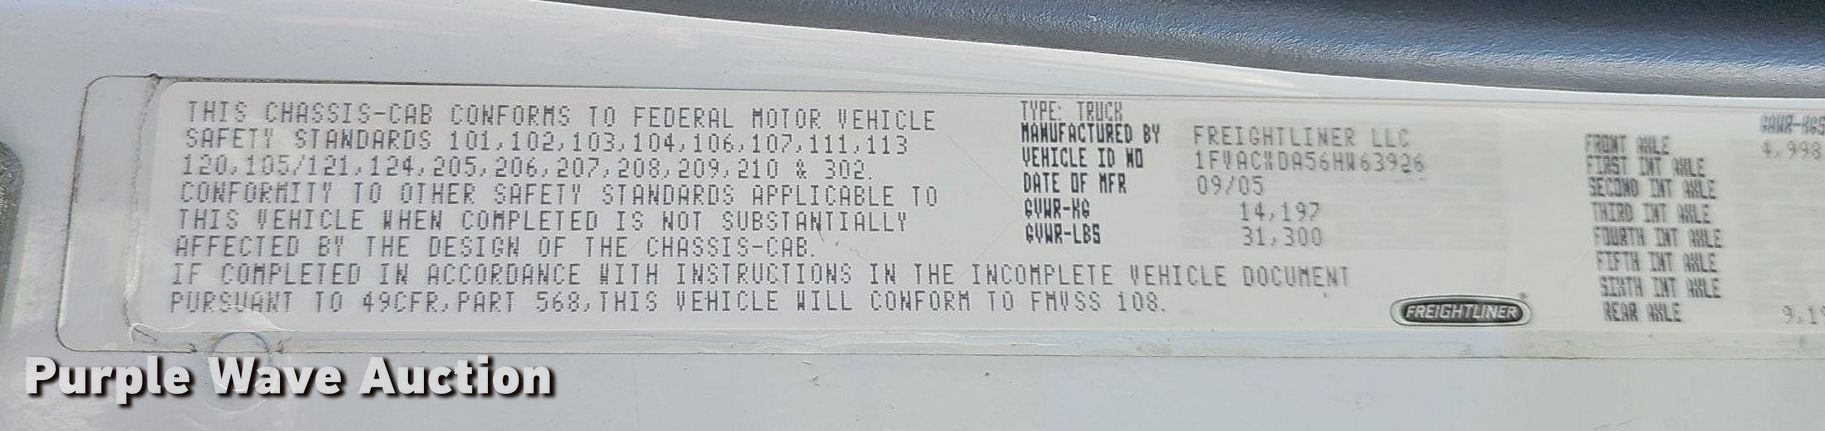 THIS CHASSIS-CAB CONFORMS TO FEDERAL MOTOR VEHICLE
SAFETY STANDARDS 101,102,103,104,106,107,111,113
120,105/121,124,205,206,207,208,209,210 & 302.
CONFORMITY TO OTHER SAFETY STANDARDS APPLICABLE TO
THIS VEHICLE WHEN COMPLETED IS NOT SUBSTANTIALLY
AFFECTED BY THE DESIGN OF THE CHASSIS-CAB.
IF COMPLETED IN ACCORDANCE WITH INSTRUCTIONS IN THE INCOMPLETE VEHICLE DOCUMENT
PURSUANT TO 49CFR,PART 568,THIS VEHICLE WILL CONFORM TO FMVSS 108.
TYPE: TRUCK
MANUFACTURED BY FREIGHTLINER LLC
VEHICLE ID NO 1FVACXDA56HW63926
DATE OF MFR 09/05
GVWR-KG 14,197
GVWR-LBS 31,300
FREIGHTLINER
GAWR-KGS
FRONT AXLE 4,998
FIRST INT AXLE
SECOND INT AXLE
THIRD INT AXLE
FOURTH INT AXLE
FIFTH INT AXLE
SIXTH INT AXLE
REAR AXLE 9,19
Purple Wave Auction